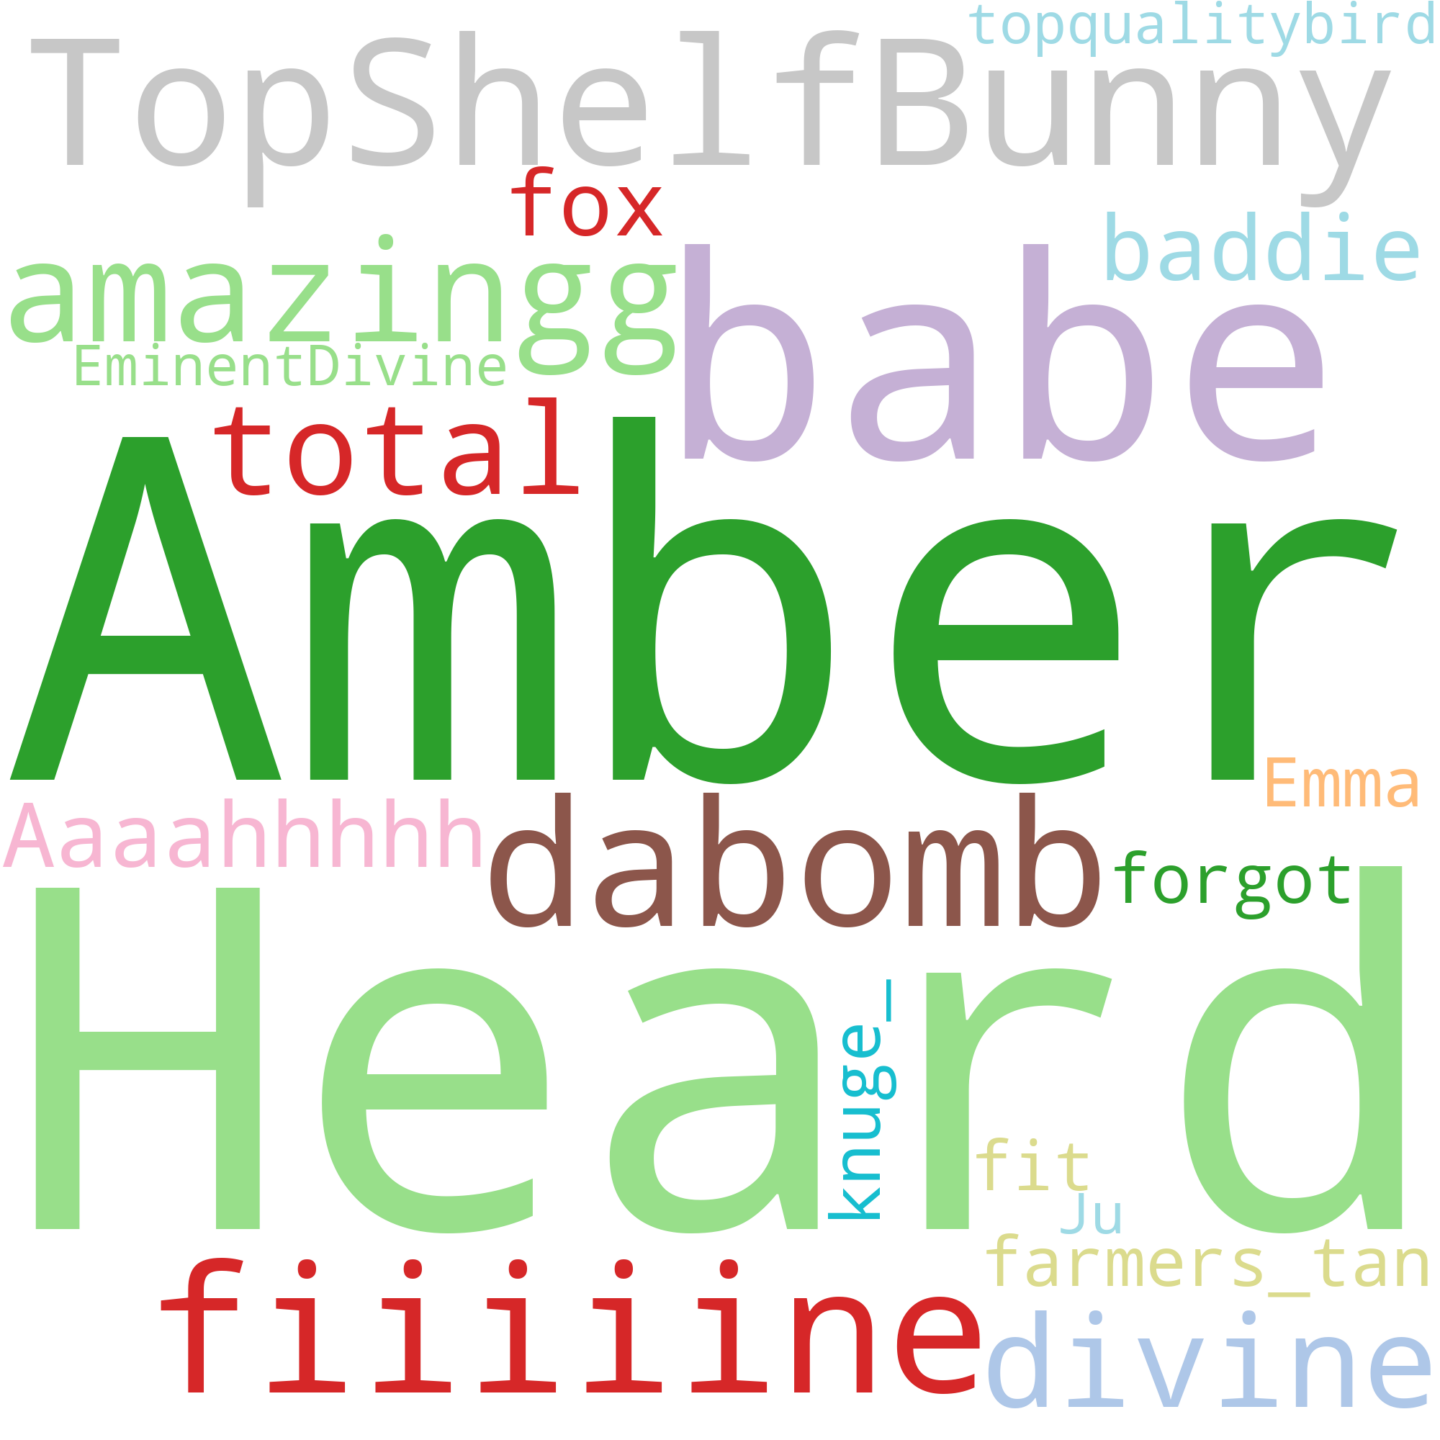 topqualitybird
TopShelfBunny
fox
baddie
amazingg
babe
EminentDivine
total
Amber
Emma
Aaaahhhhh
dabomb
forgot
Heard
knuge_
fit
Ju
farmers_tan
fiiiiine
divine